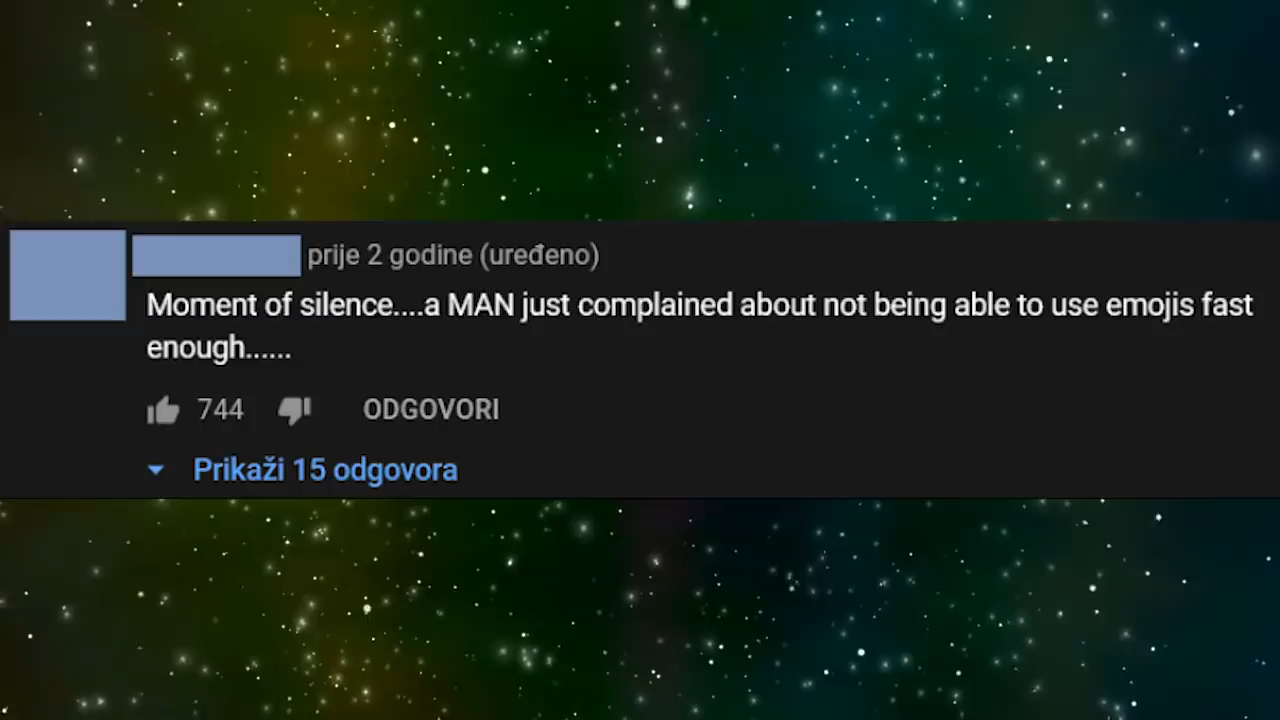 prije 2 godine (uređeno)
Moment of silence....a MAN just complained about not being able to use emojis fast
enough......
744 ODGOVORI
Prikaži 15 odgovora